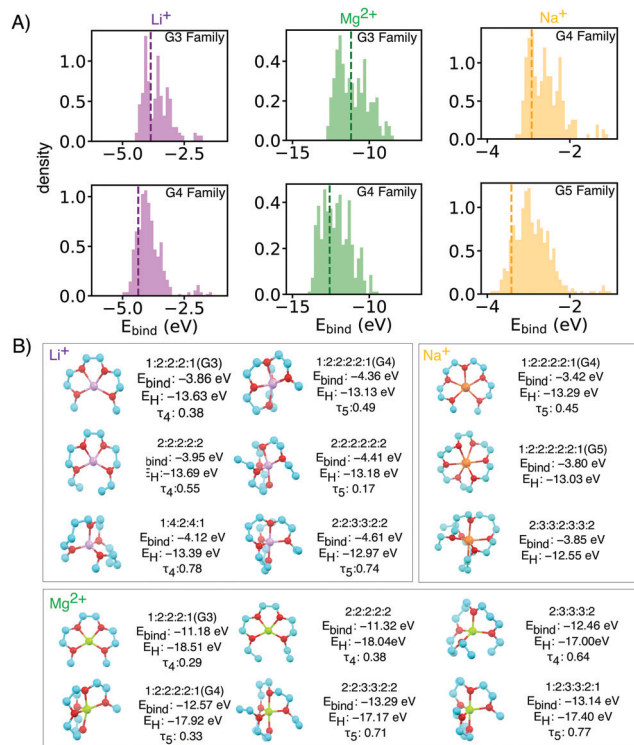 A)
Li+
Mg2+
Na+
G3 Family
G3 Family
G4 Family
1.0
0.5
0.0
−5.0 −2.5
0.4
0.2
0.0
−15 −10
1.0
0.5
0.0
−4 −2
density
G4 Family
G4 Family
G5 Family
1.0
0.5
0.0
−5.0 −2.5
Ebind (eV)
0.4
0.2
0.0
−15 −10
Ebind (eV)
1.0
0.5
0.0
−4 −2
Ebind (eV)
B)
Li+
1:2:2:2:1(G3)
Ebind: −3.86 eV
EH: −13.63 eV
τ4: 0.38
1:2:2:2:2:1(G4)
Ebind: −4.36 eV
EH: −13.13 eV
τ5: 0.49
2:2:2:2:2
bind: −3.95 eV
EH: −13.69 eV
τ4:0.55
2:2:2:2:2:2
Ebind: −4.41 eV
EH: −13.18 eV
τ5: 0.17
1:4:2:4:1
Ebind: −4.12 eV
EH: −13.39 eV
τ4: 0.78
2:2:3:3:2:2
Ebind: −4.61 eV
EH: −12.97 eV
τ5: 0.74
Na+
1:2:2:2:2:1(G4)
Ebind: −3.42 eV
EH: −13.29 eV
τ5: 0.45
1:2:2:2:2:2:1(G5)
Ebind: −3.80 eV
EH: −13.03 eV
2:3:3:2:3:3:2
Ebind: −3.85 eV
EH: −12.55 eV
Mg2+
1:2:2:2:1(G3)
Ebind: −11.18 eV
EH: −18.51 eV
τ4:0.29
2:2:2:2:2
Ebind: −11.32 eV
EH: −18.04eV
τ4: 0.38
2:3:3:3:2
Ebind: −12.46 eV
EH: −17.00eV
τ4: 0.64
1:2:2:2:2:1(G4)
Ebind: −12.57 eV
EH: −17.92 eV
τ5: 0.33
2:2:3:3:2:2
Ebind: −13.29 eV
EH: −17.17 eV
τ5: 0.71
1:2:3:3:2:1
Ebind: −13.14 eV
EH: −17.40 eV
τ5: 0.77